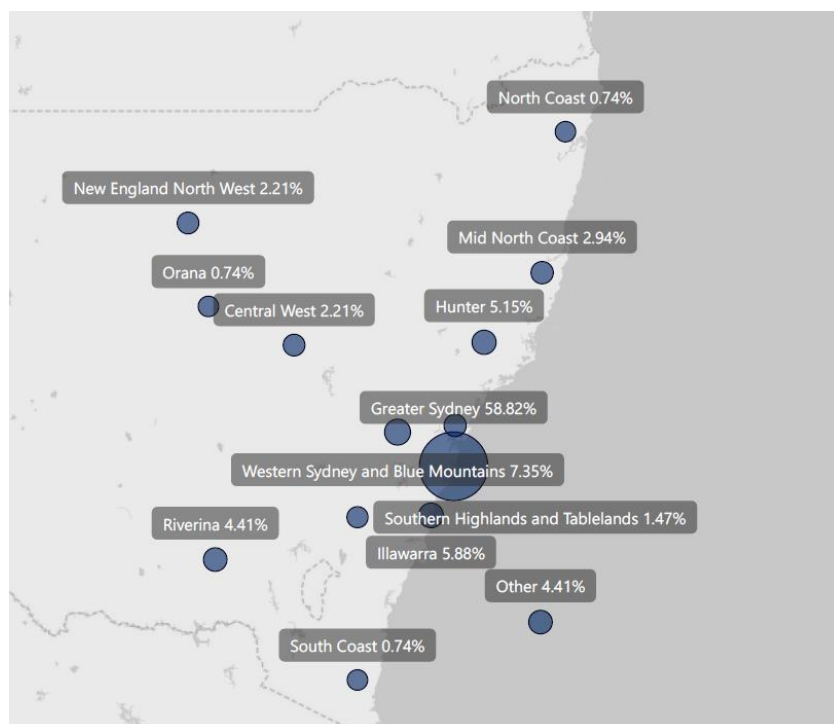 North Coast 0.74%
New England North West 2.21%
Mid North Coast 2.94%
Orana 0.74%
Central West 2.21%
Hunter 5.15%
Greater Sydney 58.82%
Western Sydney and Blue Mountains 7.35%
Southern Highlands and Tablelands 1.47%
Riverina 4.41%
Illawarra 5.88%
Other 4.41%
South Coast 0.74%